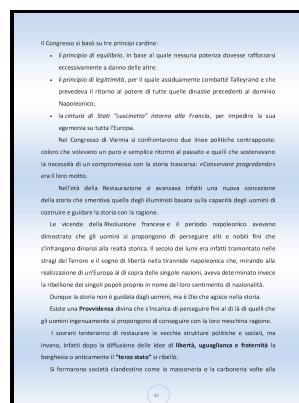 Il Congresso si basò su tre principi cardine:
• il principio di equilibrio, in base al quale nessuna potenza dovesse rafforzarsi
eccessivamente a danno delle altre.
• il principio di legittimità, per il quale assiduamente combatté Talleyrand e che
prevedeva il ritorno al potere di tutte quelle dinastie precedenti al dominio
Napoleonico;
• la cintura di Stati "cuscinetto" intorno alla Francia, per impedire la sua
egemonia su tutta l'Europa.
Nel Congresso di Vienna si confrontarono due linee politiche contrapposte:
coloro che volevano un puro e semplice ritorno al passato e quelli che sostenevano
la necessità di un compromesso con la storia trascorsa: «Conservare progredendo»
era il loro motto.
Nell'età della Restaurazione si avanzava infatti una nuova concezione
della storia che smentiva quella degli illuministi basata sulla capacità degli uomini di
costruire e guidare la storia con la ragione.
Le vicende della Rivoluzione francese e il periodo napoleonico avevano
dimostrato che gli uomini si propongono di perseguire alti e nobili fini che
s'infrangono dinanzi alla realtà storica. Il secolo dei lumi era infatti tramontato nelle
stragi del Terrore e il sogno di libertà nella tirannide napoleonica che, mirando alla
realizzazione di un'Europa al di sopra delle singole nazioni, aveva determinato invece
la ribellione dei singoli popoli proprio in nome del loro sentimento di nazionalità.
Dunque la storia non è guidata dagli uomini, ma è Dio che agisce nella storia.
Esiste una Provvidenza divina che s'incarica di perseguire fini al di là di quelli che
gli uomini ingenuamente si propongono di conseguire con la loro meschina ragione.
I sovrani tenteranno di restaurare le vecchie strutture politiche e sociali, ma
invano, infatti dopo la diffusione delle idee di libertà, uguaglianza e fraternità la
borghesia o anticamente il "terzo stato" si ribellò.
Si formarono società clandestine come la massoneria o la carboneria volte alla
42